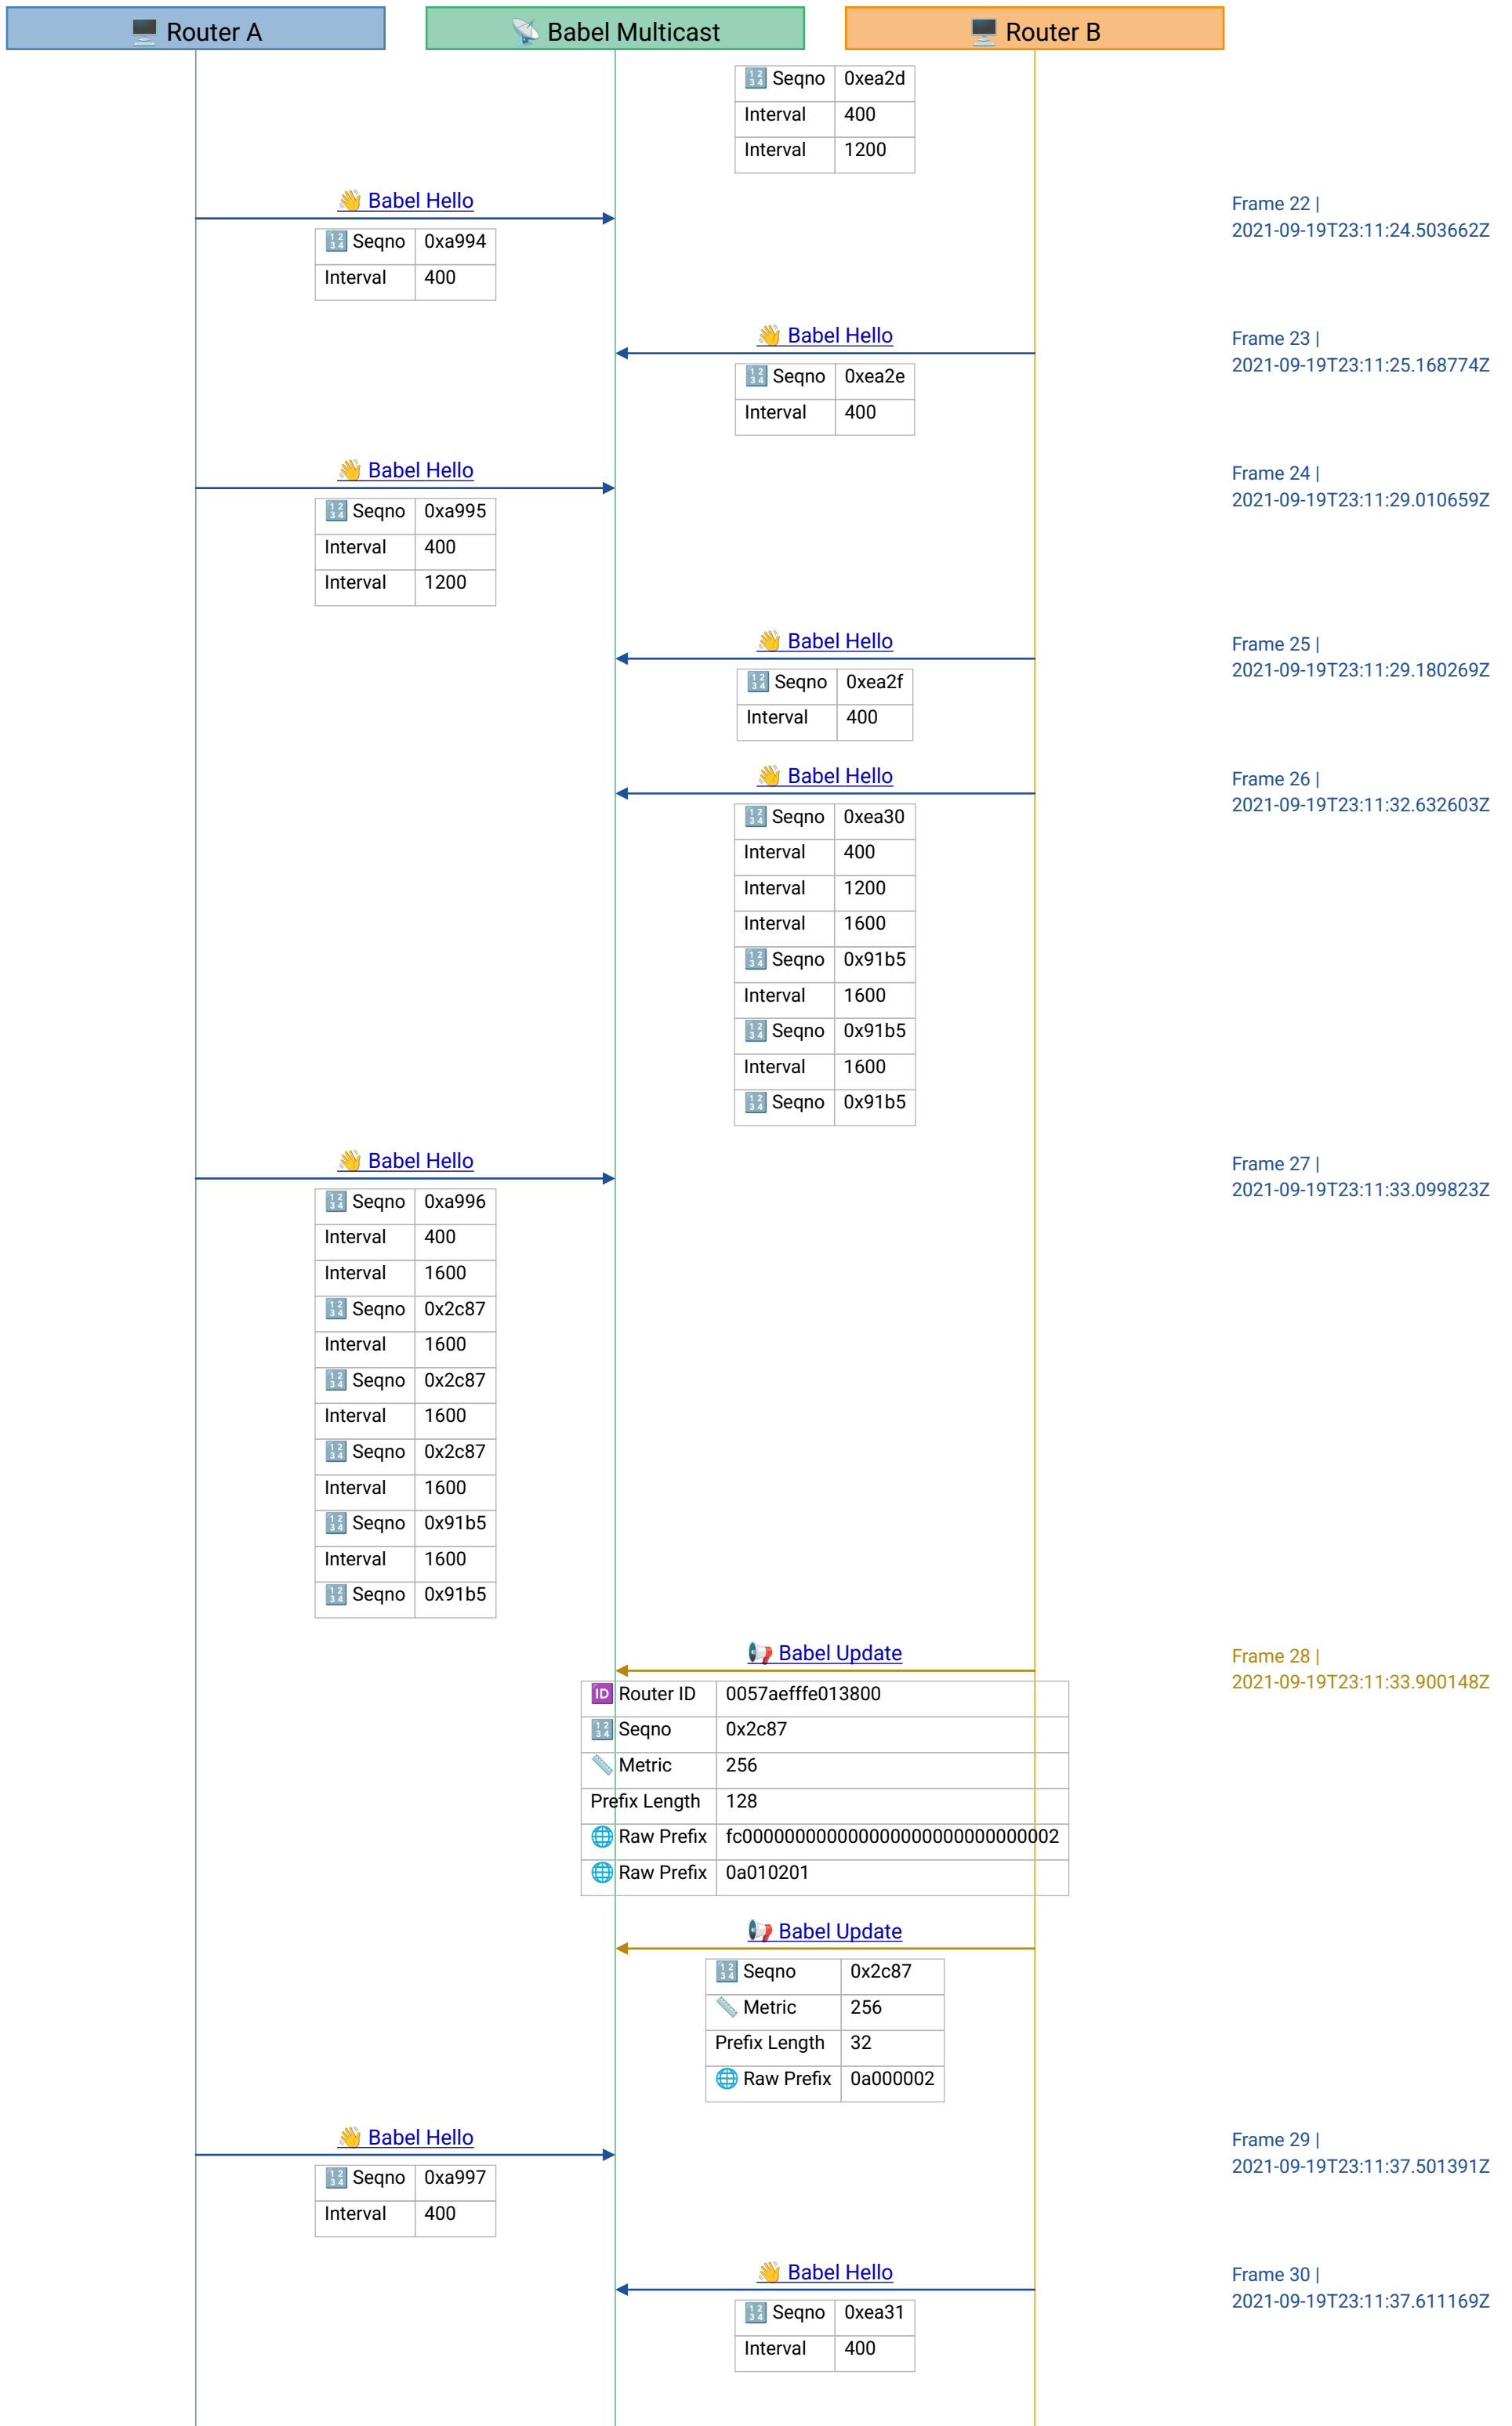 🖥️ Router A
📡 Babel Multicast
🖥️ Router B
🔢 Seqno 0xea2d
Interval 400
Interval 1200
👋 Babel Hello
Frame 22 |
2021-09-19T23:11:24.503662Z
🔢 Seqno 0xa994
Interval 400
👋 Babel Hello
Frame 23 |
2021-09-19T23:11:25.168774Z
🔢 Seqno 0xea2e
Interval 400
👋 Babel Hello
Frame 24 |
2021-09-19T23:11:29.010659Z
🔢 Seqno 0xa995
Interval 400
Interval 1200
👋 Babel Hello
Frame 25 |
2021-09-19T23:11:29.180269Z
🔢 Seqno 0xea2f
Interval 400
👋 Babel Hello
Frame 26 |
2021-09-19T23:11:32.632603Z
🔢 Seqno 0xea30
Interval 400
Interval 1200
Interval 1600
🔢 Seqno 0x91b5
Interval 1600
🔢 Seqno 0x91b5
Interval 1600
🔢 Seqno 0x91b5
👋 Babel Hello
Frame 27 |
2021-09-19T23:11:33.099823Z
🔢 Seqno 0xa996
Interval 400
Interval 1600
🔢 Seqno 0x2c87
Interval 1600
🔢 Seqno 0x2c87
Interval 1600
🔢 Seqno 0x2c87
Interval 1600
🔢 Seqno 0x91b5
Interval 1600
🔢 Seqno 0x91b5
📢 Babel Update
Frame 28 |
2021-09-19T23:11:33.900148Z
🆔 Router ID 0057aefffe013800
🔢 Seqno 0x2c87
📏 Metric 256
Prefix Length 128
🌐 Raw Prefix fc000000000000000000000000000002
🌐 Raw Prefix 0a010201
📢 Babel Update
🔢 Seqno 0x2c87
📏 Metric 256
Prefix Length 32
🌐 Raw Prefix 0a000002
👋 Babel Hello
Frame 29 |
2021-09-19T23:11:37.501391Z
🔢 Seqno 0xa997
Interval 400
👋 Babel Hello
Frame 30 |
2021-09-19T23:11:37.611169Z
🔢 Seqno 0xea31
Interval 400